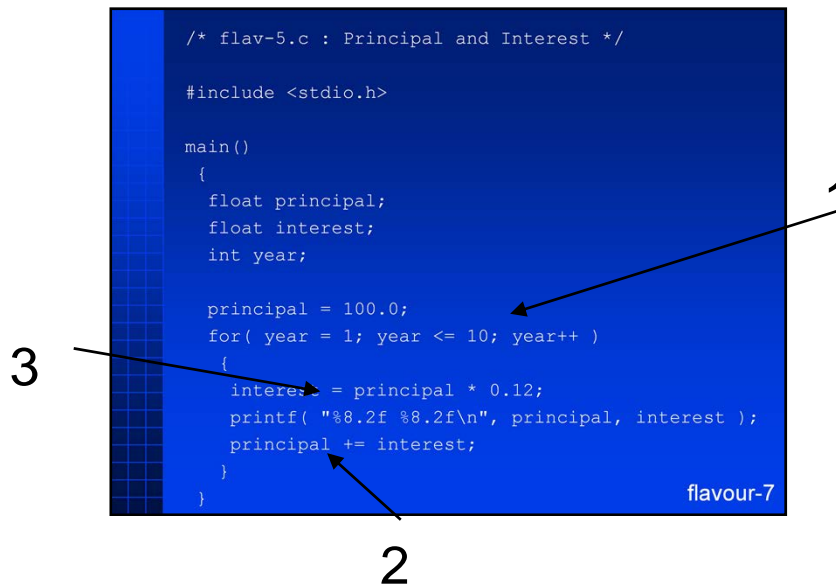 /* flav-5.c : Principal and Interest */
#include <stdio.h>
main()
{
float principal;
float interest;
int year;
1
principal = 100.0;
for( year = 1; year <= 10; year++ )
3
{
interest = principal * 0.12;
printf( "%8.2f %8.2f\n", principal, interest );
principal += interest;
}
}
flavour-7
2